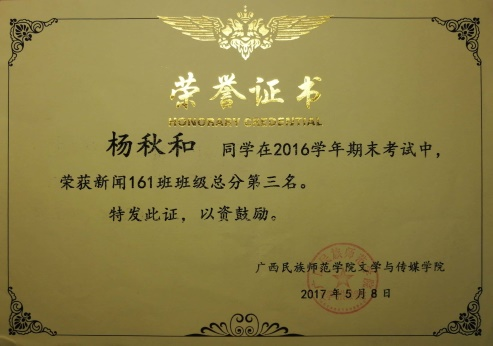 荣誉证书
HONORARY CREDENTIAL
杨秋和 同学在2016学年期末考试中,
荣获新闻161班班级总分第三名。
特发此证,以资鼓励。
广西民族师范学院文学与传媒学院
2017年5月8日